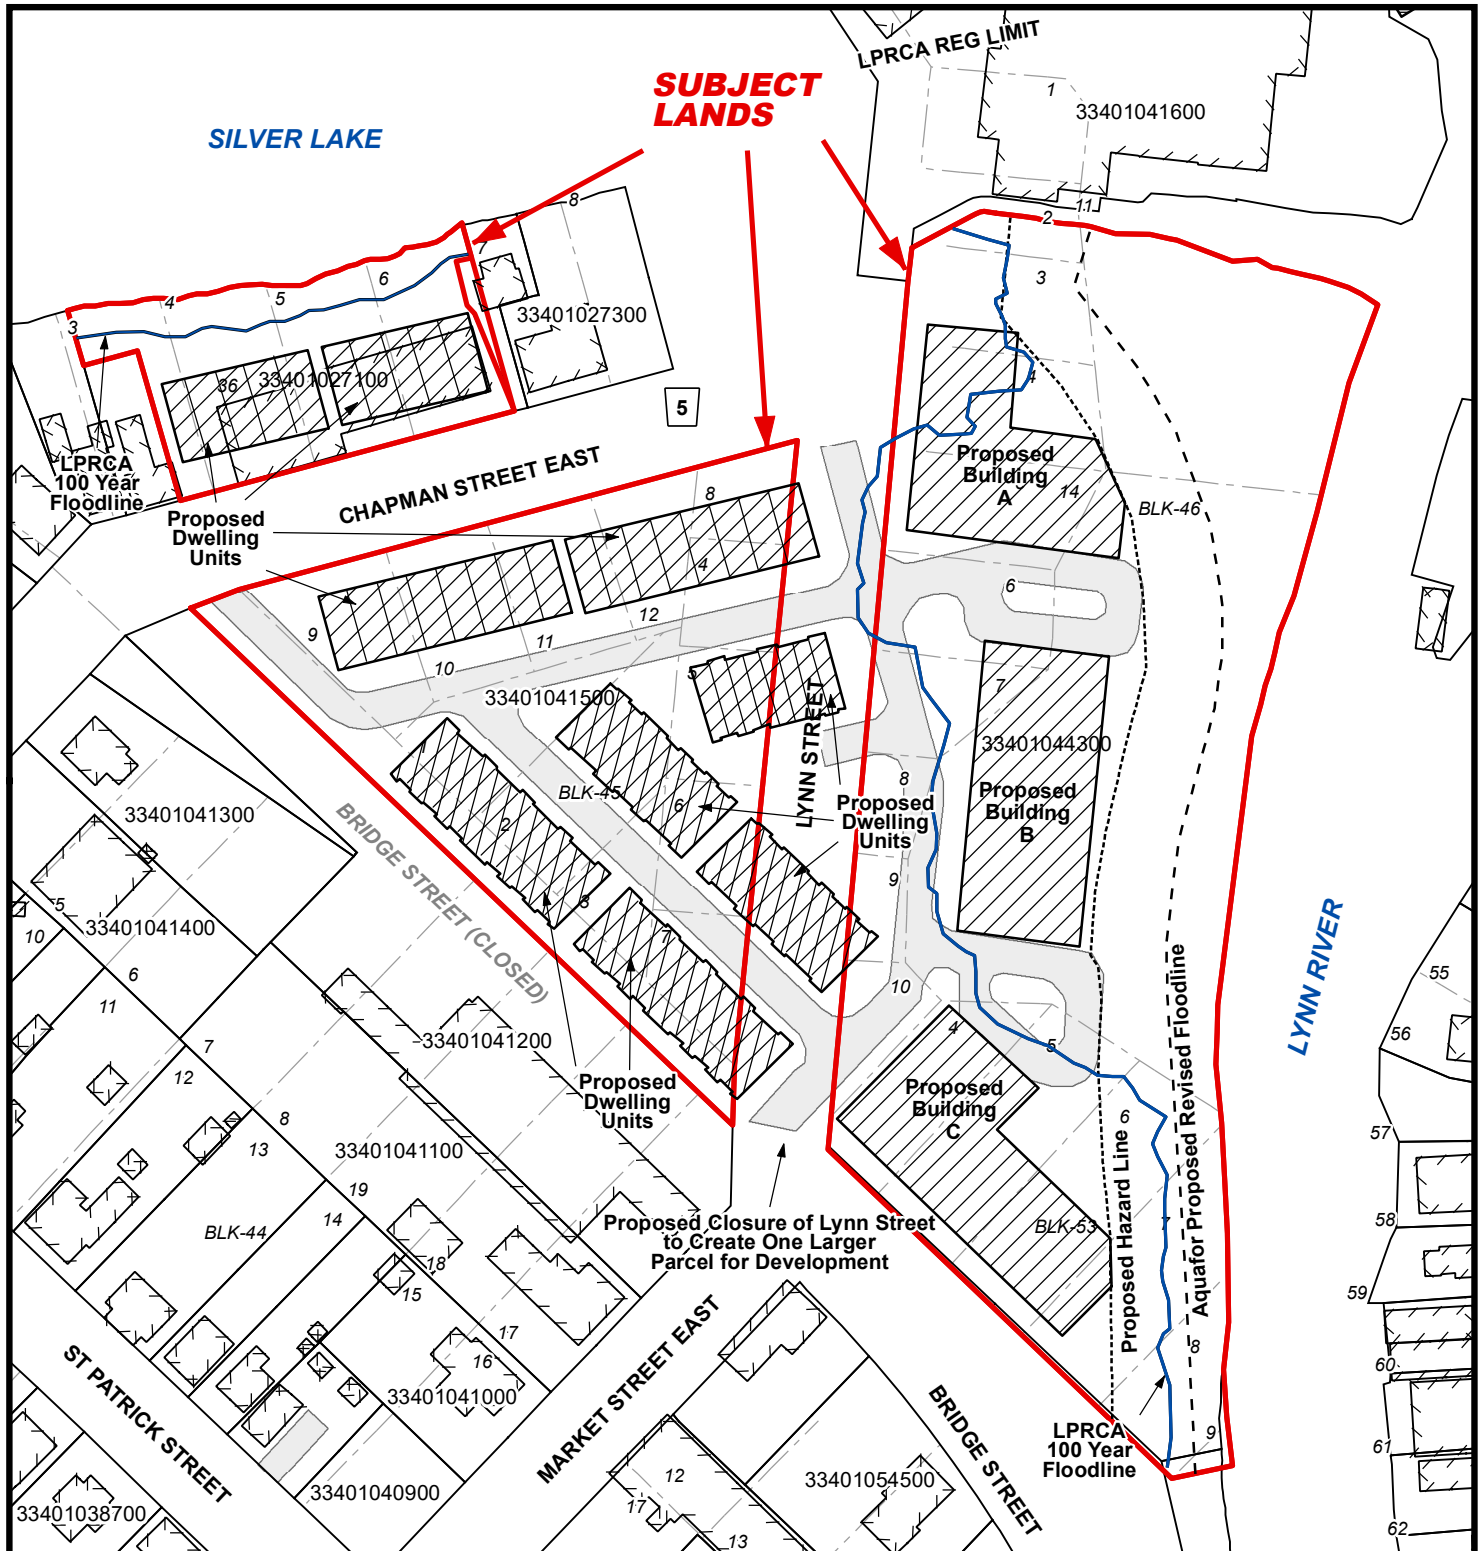 LPRCA REG LIMIT
SUBJECT
LANDS
1
33401041600
SILVER LAKE
11
2
8
7
3
6
5
4
3
33401027300
36
33401027100
4
5
LPRCA
100 Year
Floodline
CHAPMAN STREET EAST
Proposed
Building
A
14
BLK-46
8
Proposed
Dwelling
Units
4
6
12
9
11
10
5
7
33401041500
LYNN STREET
33401044300
8
BLK-45
6
Proposed
Dwelling
Units
Proposed
Building
B
33401041300
2
BRIDGE STREET (CLOSED)
9
3
5
33401041400
10
7
LYNN RIVER
6
55
11
10
4
56
33401041200
5
7
12
Proposed
Dwelling
Units
Proposed
Building
C
6
8
57
13
33401041100
19
14
BLK-44
Proposed Closure of Lynn Street
to Create One Larger
Parcel for Development
BLK-53
7
58
Proposed Hazard Line
Aquafor Proposed Revised Floodline
18
15
59
17
8
16
60
ST PATRICK STREET
33401041000
MARKET STREET EAST
BRIDGE STREET
LPRCA
100 Year
Floodline
9
61
12
33401054500
33401040900
17
33401038700
13
62